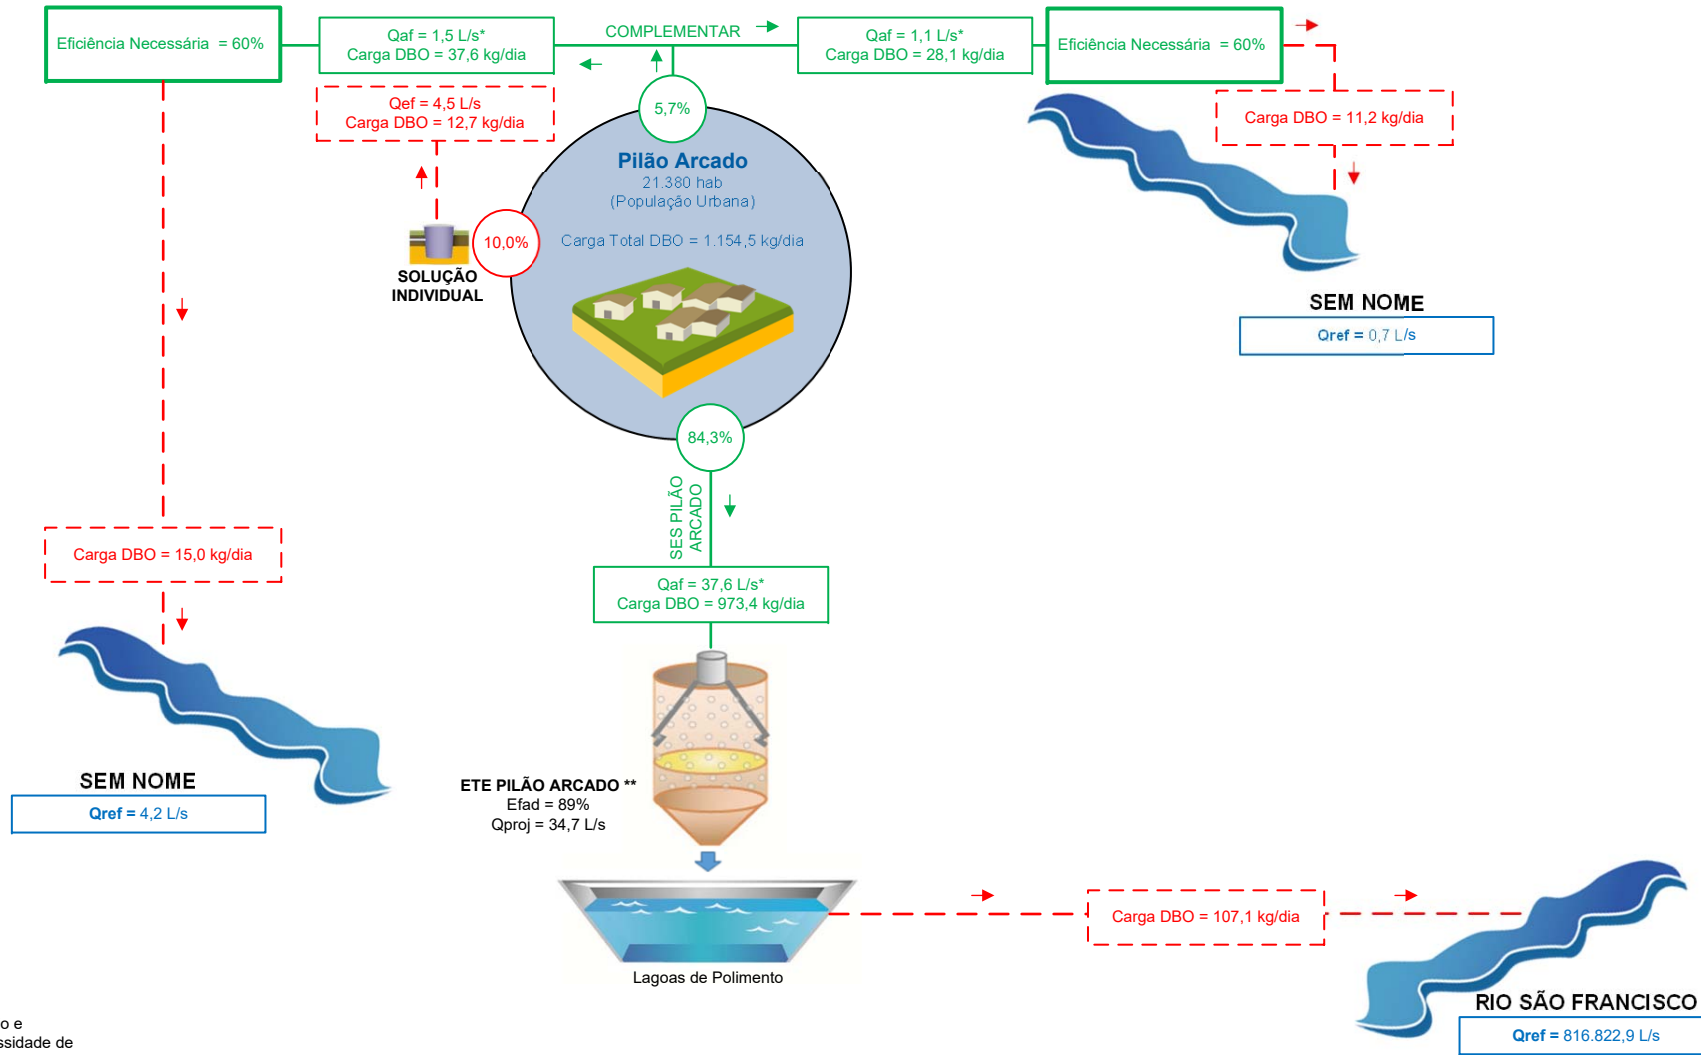 Eficiência Necessária = 60%
Qaf = 1,5 L/s*
Carga DBO = 37,6 kg/dia
COMPLEMENTAR
Qaf = 1,1 L/s*
Carga DBO = 28,1 kg/dia
Eficiência Necessária = 60%
Qef = 4,5 L/s
Carga DBO = 12,7 kg/dia
5,7%
Carga DBO = 11,2 kg/dia
Pilão Arcado
21.380 hab
(População Urbana)
Carga Total DBO = 1.154,5 kg/dia
10,0%
SOLUÇÃO
INDIVIDUAL
SEM NOME
Qref = 0,7 L/s
84,3%
SES PILÃO
ARCADO
Carga DBO = 15,0 kg/dia
Qaf = 37,6 L/s*
Carga DBO = 973,4 kg/dia
SEM NOME
Qref = 4,2 L/s
ETE PILÃO ARCADO **
Efad = 89%
Qproj = 34,7 L/s
Carga DBO = 107,1 kg/dia
Lagoas de Polimento
RIO SÃO FRANCISCO
Qref = 816.822,9 L/s
o e
ssidade de